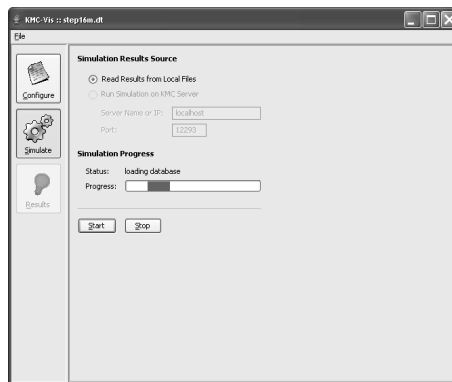 KMC-Vis :: step16m.dt
File
Configure
Simulate
Results
Simulation Results Source
Read Results from Local Files
Run Simulation on KMC Server
Server Name or IP: localhost
Port: 12293
Simulation Progress
Status: loading database
Progress:
Start Stop